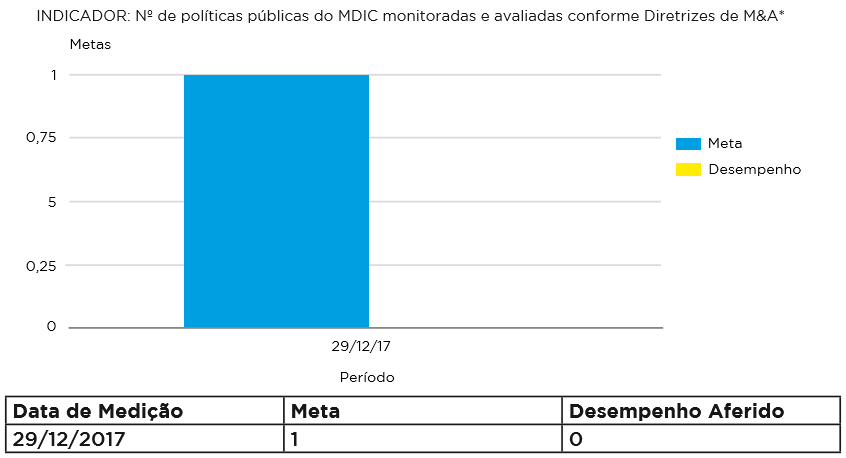 INDICADOR: Nº de políticas públicas do MDIC monitoradas e avaliadas conforme Diretrizes de M&A*
Metas
1
0,75
5
0,25
0
Meta
Desempenho
29/12/17
Período
Data de Medição Meta Desempenho Aferido
29/12/2017 1 0